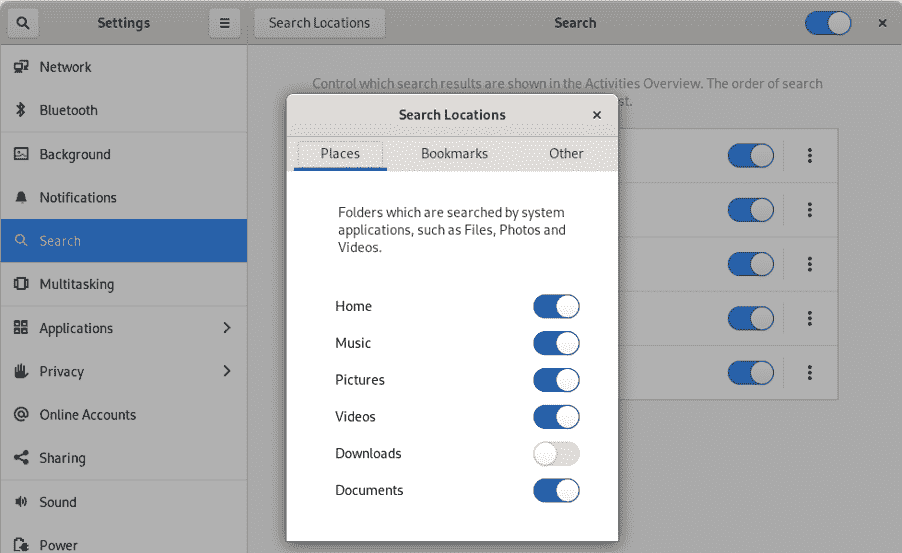 Settings
Search Locations
Search
Network
Bluetooth
Background
Notifications
Search
Multitasking
Applications
Privacy
Online Accounts
Sharing
Sound
Power
Control which search results are shown in the Activities Overview. The order of search
st.
Search Locations
Places
Bookmarks
Other
Folders which are searched by system
applications, such as Files, Photos and
Videos.
Home
Music
Pictures
Videos
Downloads
Documents